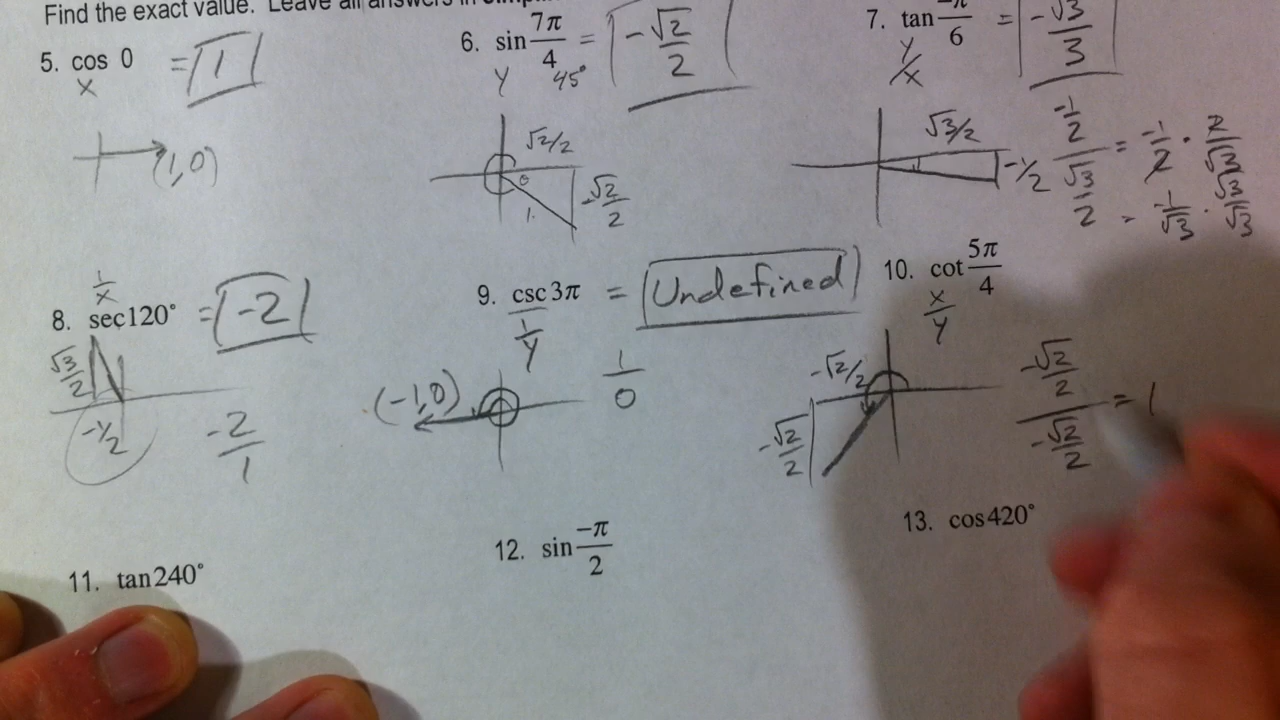 Find the exact value. Leave all answers in
5. cos 0 = 1
x
(1,0)
6. sin 7π/4 = -√2/2
y 45°
√2/2
θ
1
-√2/2
7. tan -π/6 = -√3/3
y/x
√3/2
-1/2
-1/2 / √3/2 = -1/2 · 2/√3
= -1/√3 · √3/√3
1/x
8. sec120° = -2
√3/2
-1/2
-2/1
9. csc3π = Undefined
1/y
(-1,0)
1/0
10. cot 5π/4
x/y
-√2/2
-√2/2
-√2/2 / -√2/2 = 1
11. tan240°
12. sin -π/2
13. cos420°